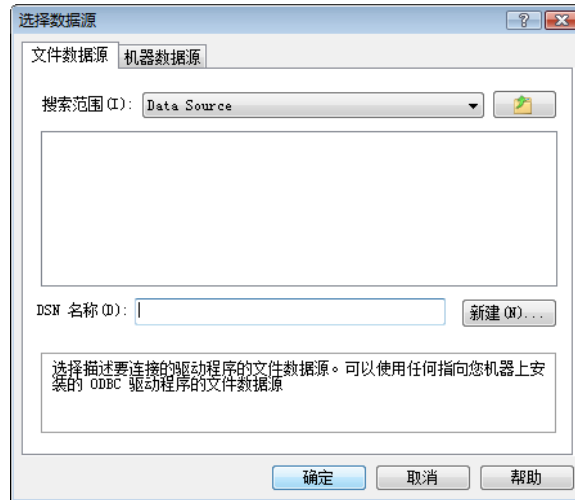 选择数据源
文件数据源 机器数据源
搜索范围(I): Data Source
DSN 名称(D): 新建(N)...
选择描述要连接的驱动程序的文件数据源。可以使用任何指向您机器上安
装的 ODBC 驱动程序的文件数据源
确定 取消 帮助